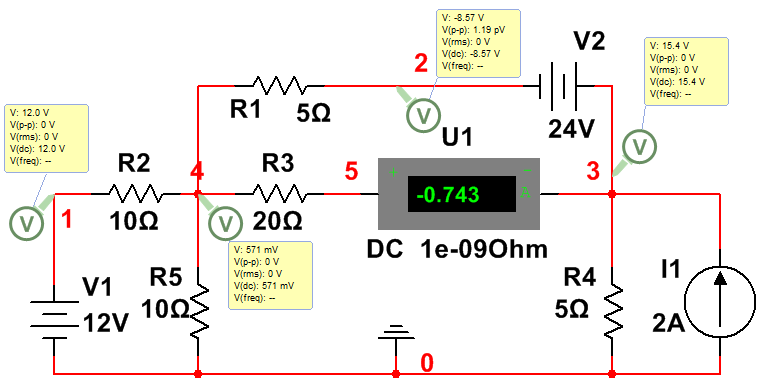 V: -8.57 V
V(p-p): 1.19 pV
V(rms): 0 V
V(dc): -8.57 V
V(freq): --
V2
24V
V: 15.4 V
V(p-p): 0 V
V(rms): 0 V
V(dc): 15.4 V
V(freq): --
2
V
V
R1
5Ω
U1
V: 12.0 V
V(p-p): 0 V
V(rms): 0 V
V(dc): 12.0 V
V(freq): --
R2
10Ω
4
R3
20Ω
5
+
-
-0.743
A
3
DC 1e-09Ohm
V
1
V
V: 571 mV
V(p-p): 0 V
V(rms): 0 V
V(dc): 571 mV
V(freq): --
V1
12V
R5
10Ω
R4
5Ω
I1
2A
0